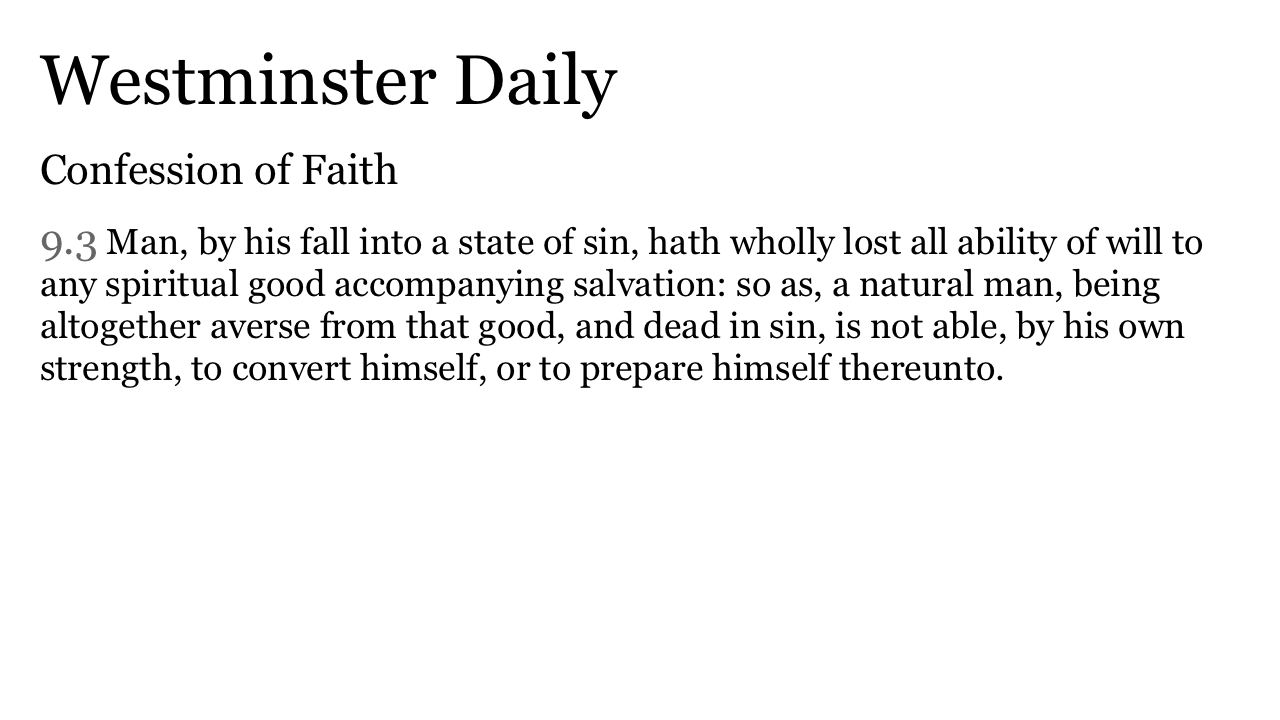 Westminster Daily
Confession of Faith
9.3 Man, by his fall into a state of sin, hath wholly lost all ability of will to
any spiritual good accompanying salvation: so as, a natural man, being
altogether averse from that good, and dead in sin, is not able, by his own
strength, to convert himself, or to prepare himself thereunto.